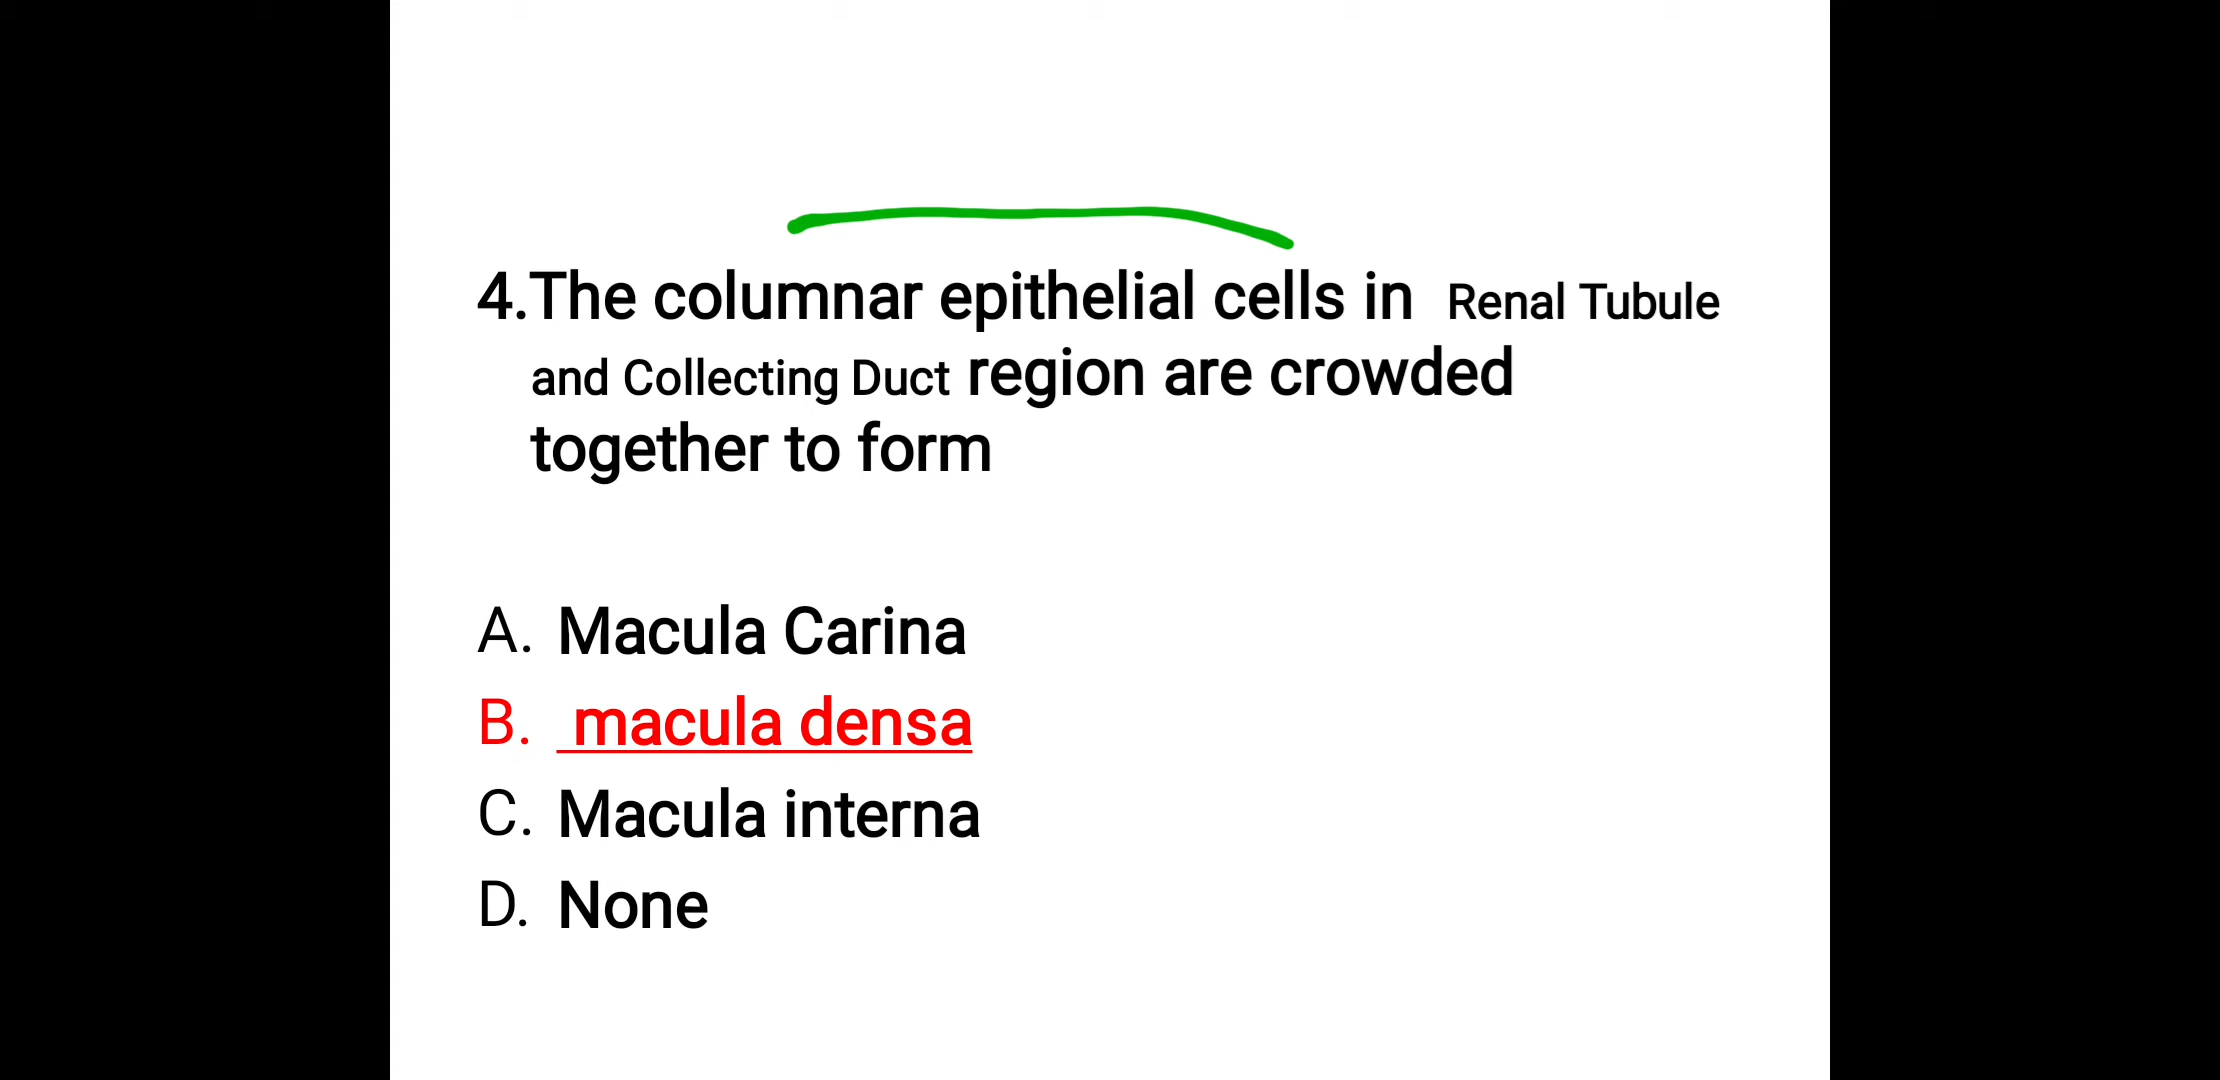 4.The columnar epithelial cells in Renal Tubule
and Collecting Duct region are crowded
together to form
A. Macula Carina
B. macula densa
C. Macula interna
D. None